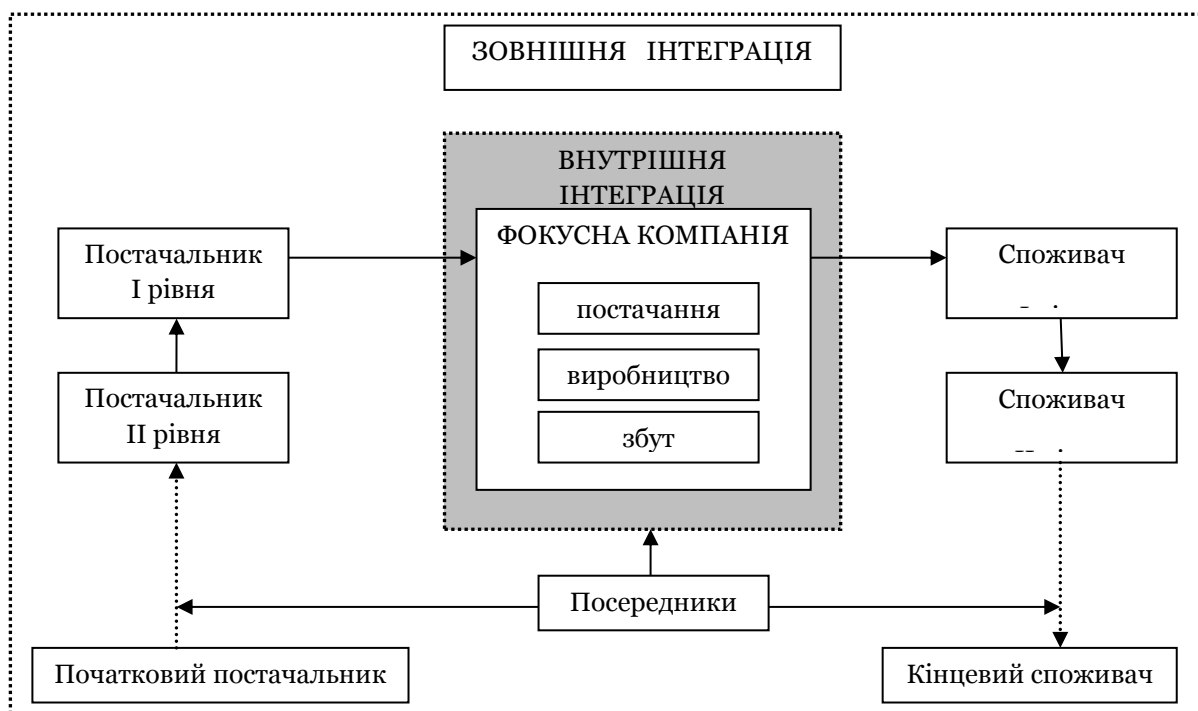 ЗОВНІШНЯ ІНТЕГРАЦІЯ
ВНУТРІШНЯ
ІНТЕГРАЦІЯ
ФОКУСНА КОМПАНІЯ
Постачальник
І рівня
Споживач
постачання
виробництво
Постачальник
ІІ рівня
Споживач
збут
Посередники
Початковий постачальник
Кінцевий споживач